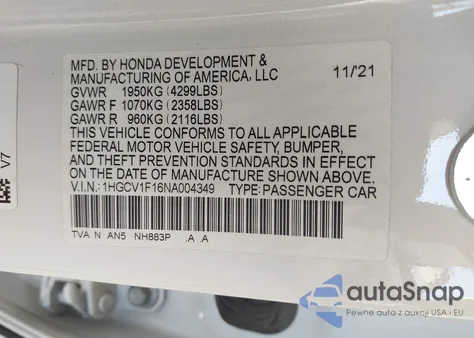 MFD. BY HONDA DEVELOPMENT &
MANUFACTURING OF AMERICA, LLC 11/21
GVWR 1950KG (4299LBS)
GAWR F 1070KG (2358LBS)
GAWR R 960KG (2116LBS)
THIS VEHICLE CONFORMS TO ALL APPLICABLE
FEDERAL MOTOR VEHICLE SAFETY, BUMPER,
AND THEFT PREVENTION STANDARDS IN EFFECT
ON THE DATE OF MANUFACTURE SHOWN ABOVE.
V.I.N.: 1HGCV1F16NA004349 TYPE: PASSENGER CAR
TVA N AN5 NH883P .A .A
V7
autoSnap
Pewne auta z aukcji USA i EU